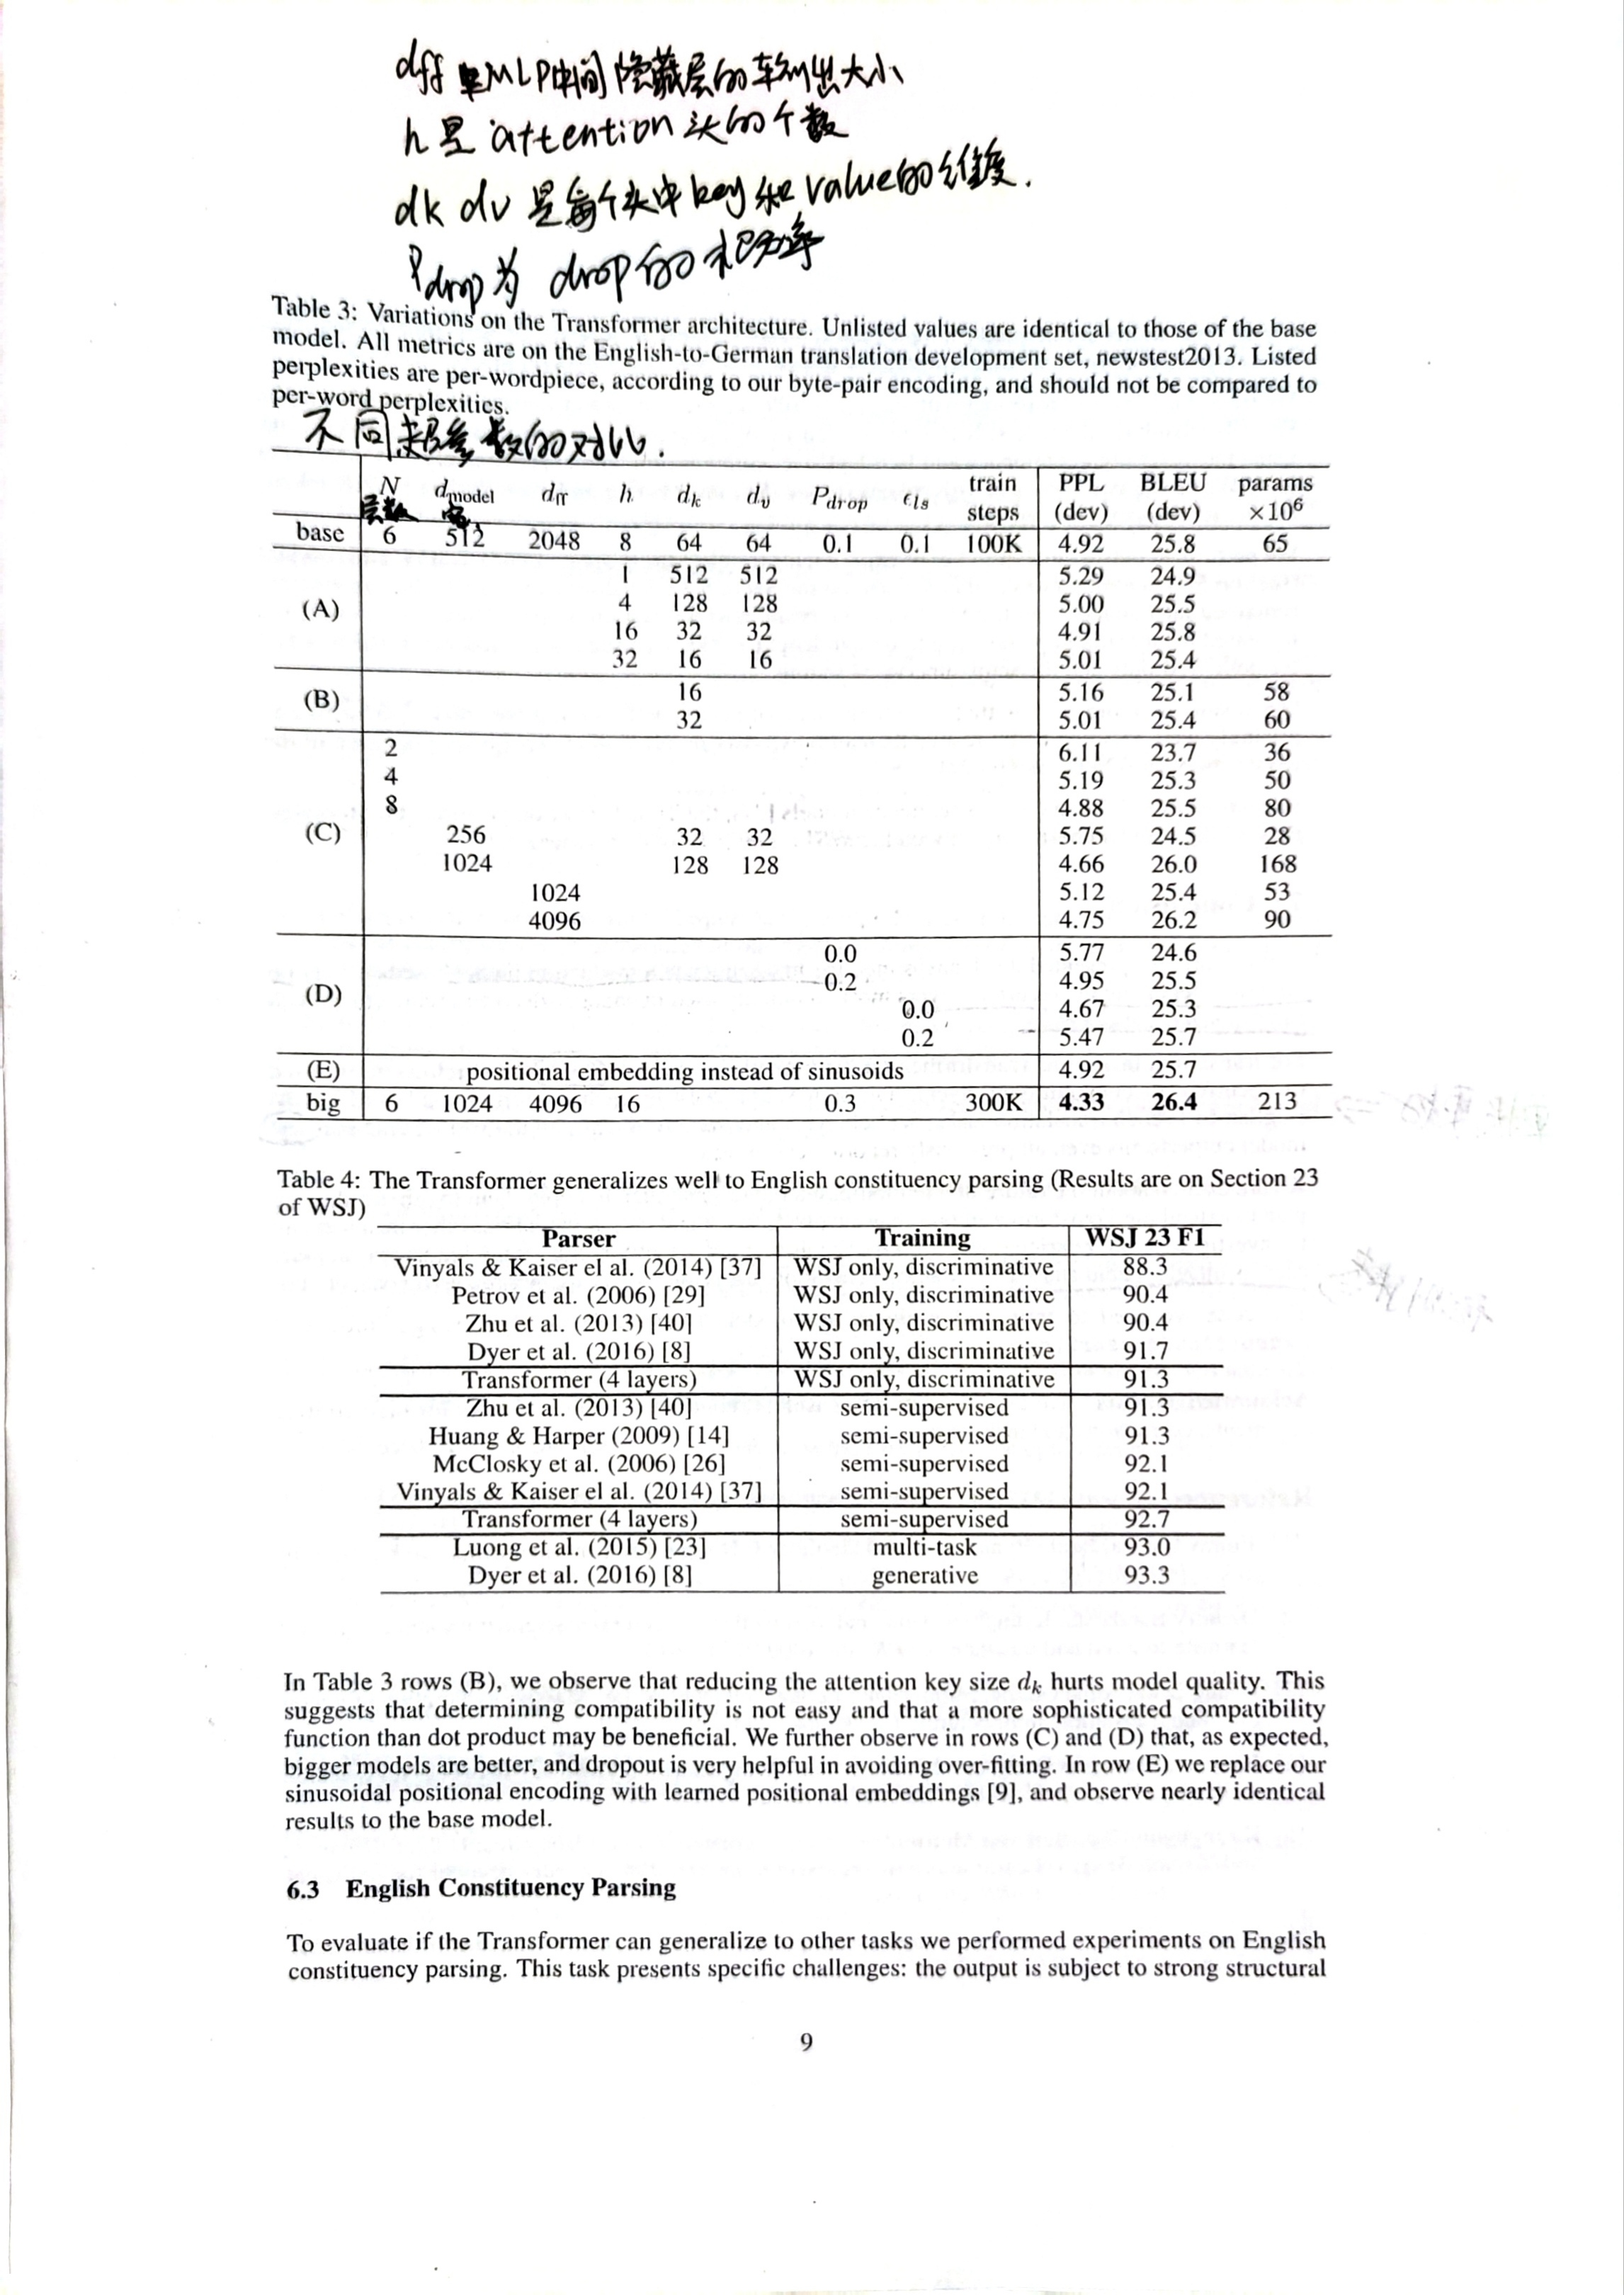 dff 是MLP中间隐藏层的输出大小
h是 attention 头的个数
dk dv 是每个头中key和value的维度.
Pdrop为 drop的概率
Table 3: Variations on the Transformer architecture. Unlisted values are identical to those of the base
model. All metrics are on the English-to-German translation development set, newstest2013. Listed
perplexities are per-wordpiece, according to our byte-pair encoding, and should not be compared to
per-word perplexities.
不同超参数的对比.
N dmodel dff h dk dv Pdrop ϵls train steps PPL (dev) BLEU (dev) params ×10⁶
层数 宽
base 6 512 2048 8 64 64 0.1 0.1 100K 4.92 25.8 65
1 512 512 5.29 24.9
(A) 4 128 128 5.00 25.5
16 32 32 4.91 25.8
32 16 16 5.01 25.4
(B) 16 5.16 25.1 58
32 5.01 25.4 60
2 6.11 23.7 36
4 5.19 25.3 50
8 4.88 25.5 80
(C) 256 32 32 5.75 24.5 28
1024 128 128 4.66 26.0 168
1024 5.12 25.4 53
4096 4.75 26.2 90
0.0 5.77 24.6
0.2 4.95 25.5
(D) 0.0 4.67 25.3
0.2 5.47 25.7
(E) positional embedding instead of sinusoids 4.92 25.7
big 6 1024 4096 16 0.3 300K 4.33 26.4 213
Table 4: The Transformer generalizes well to English constituency parsing (Results are on Section 23
of WSJ)
Parser Training WSJ 23 F1
Vinyals & Kaiser el al. (2014) [37] WSJ only, discriminative 88.3
Petrov et al. (2006) [29] WSJ only, discriminative 90.4
Zhu et al. (2013) [40] WSJ only, discriminative 90.4
Dyer et al. (2016) [8] WSJ only, discriminative 91.7
Transformer (4 layers) WSJ only, discriminative 91.3
Zhu et al. (2013) [40] semi-supervised 91.3
Huang & Harper (2009) [14] semi-supervised 91.3
McClosky et al. (2006) [26] semi-supervised 92.1
Vinyals & Kaiser el al. (2014) [37] semi-supervised 92.1
Transformer (4 layers) semi-supervised 92.7
Luong et al. (2015) [23] multi-task 93.0
Dyer et al. (2016) [8] generative 93.3
In Table 3 rows (B), we observe that reducing the attention key size dk hurts model quality. This
suggests that determining compatibility is not easy and that a more sophisticated compatibility
function than dot product may be beneficial. We further observe in rows (C) and (D) that, as expected,
bigger models are better, and dropout is very helpful in avoiding over-fitting. In row (E) we replace our
sinusoidal positional encoding with learned positional embeddings [9], and observe nearly identical
results to the base model.
6.3 English Constituency Parsing
To evaluate if the Transformer can generalize to other tasks we performed experiments on English
constituency parsing. This task presents specific challenges: the output is subject to strong structural
9